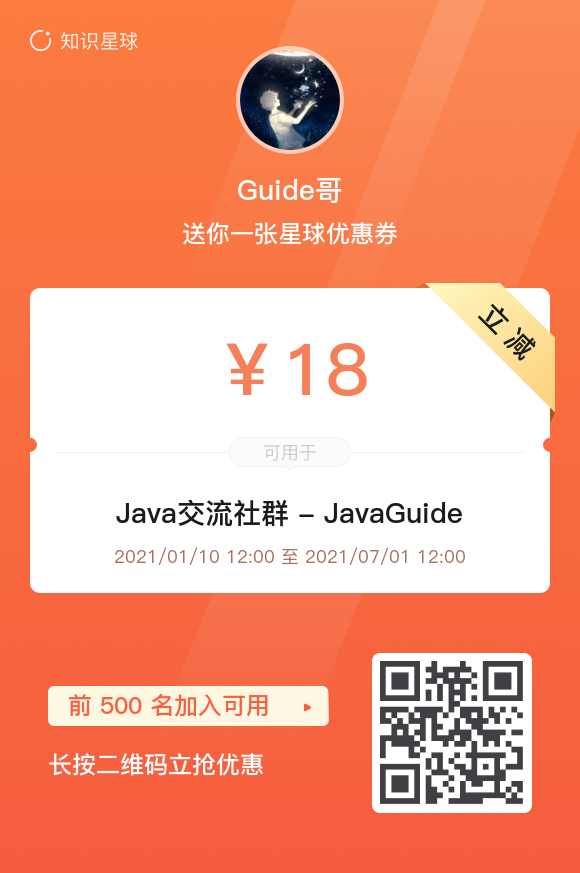 知识星球
Guide哥
送你一张星球优惠券
立减
¥18
可用于
Java交流社群 – JavaGuide
2021/01/10 12:00 至 2021/07/01 12:00
前 500 名加入可用
长按二维码立抢优惠